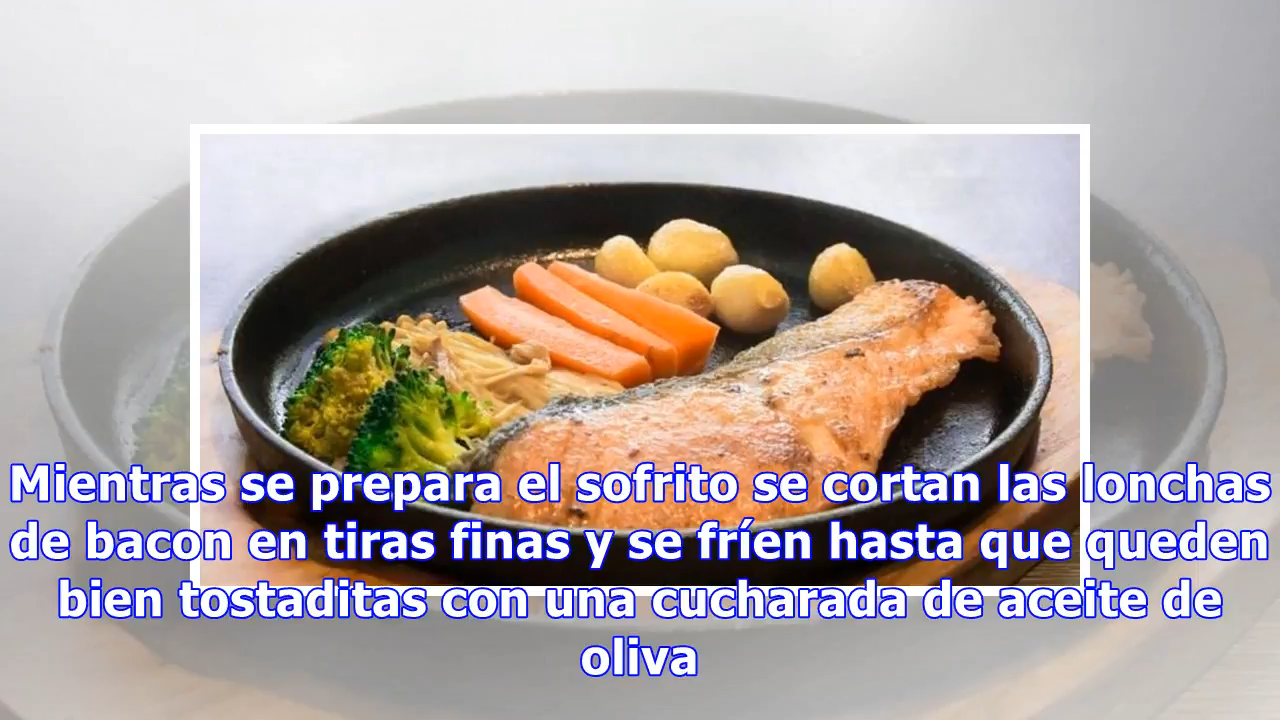 Mientras se prepara el sofrito se cortan las lonchas
de bacon en tiras finas y se fríen hasta que queden
bien tostaditas con una cucharada de aceite de
oliva